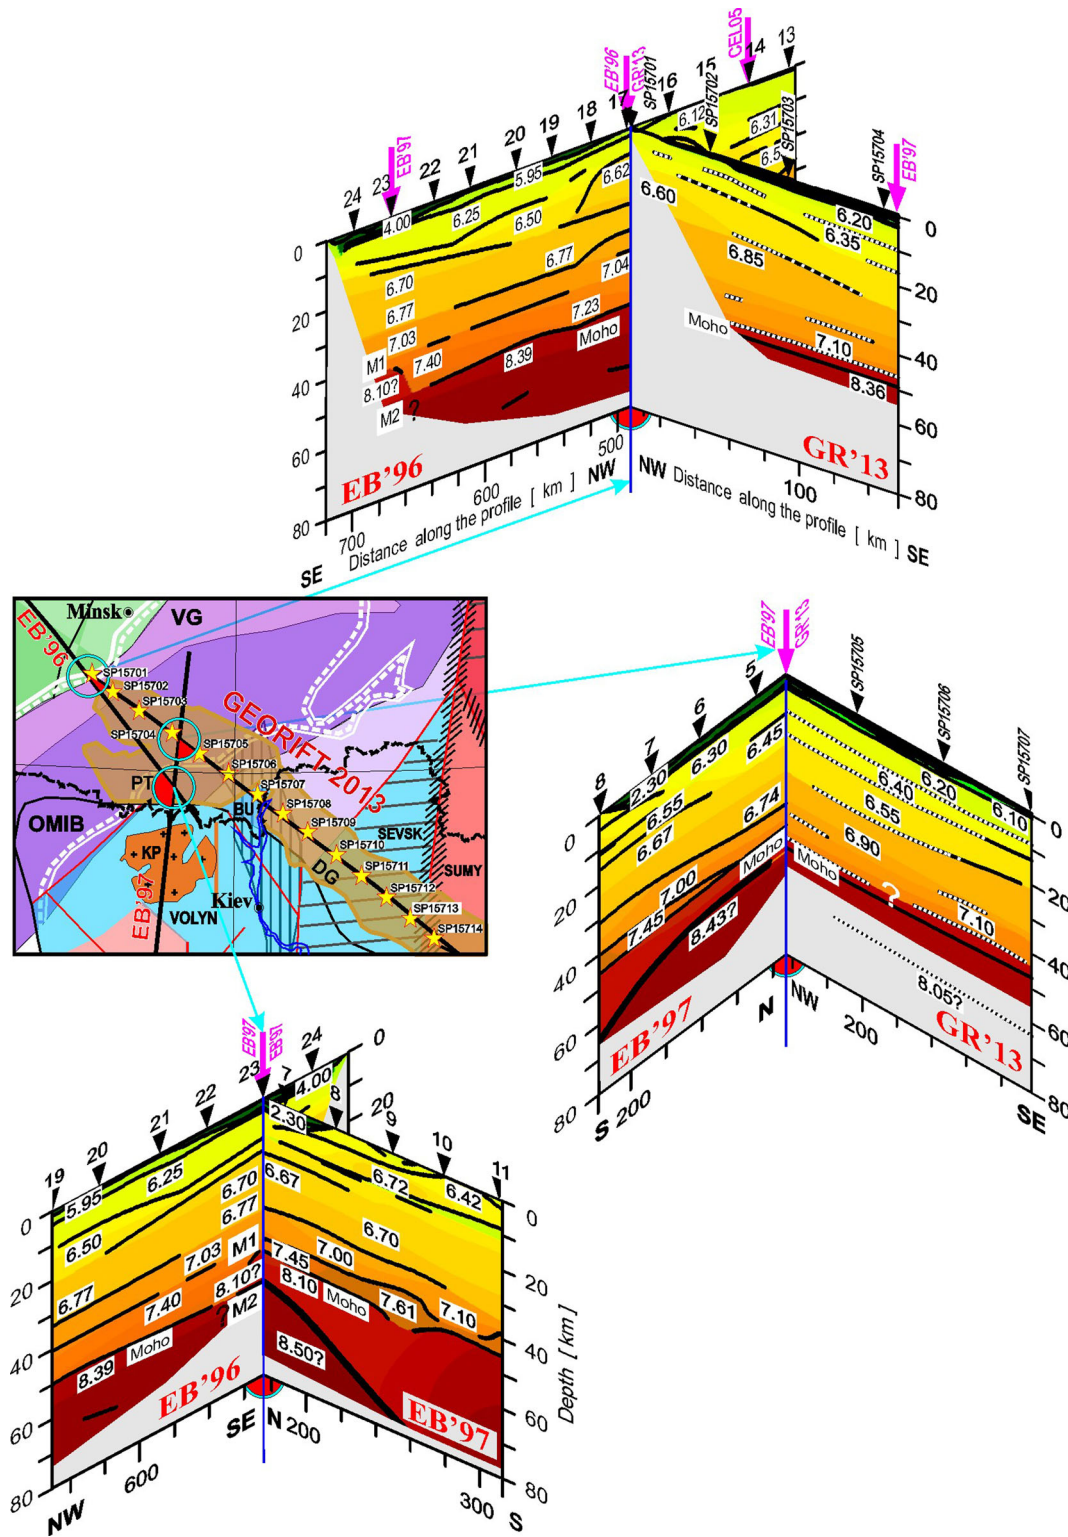 EB'96
GR'13
SP15701
CEL05
13
14
15
16
17
18
19
20
21
22
23
24
EB'97
SP15702
SP15703
SP15704
EB'97
6.12
6.31
6.5
5.95
6.62
4.00
6.25
6.50
6.60
6.20
6.35
6.85
6.77
7.04
6.70
6.77
7.03
7.23
7.40
M1
8.10?
M2 ?
8.39
Moho
Moho
7.10
8.36
0
20
40
60
80
0
20
40
60
80
EB'96
GR'13
500
600
700
100
NW
NW
Distance along the profile [ km ]
Distance along the profile [ km ]
SE
SE
Minsk
VG
EB'96
SP15701
SP15702
SP15703
SP15704
SP15705
SP15706
SP15707
SP15708
SP15709
SP15710
SP15711
SP15712
SP15713
SP15714
GEORIFT 2013
PT
BU
OMIB
KP
DG
SEVSK
SUMY
Kiev
VOLYN
EB'97
EB'97
GR'13
SP15705
SP15706
SP15707
5
6
7
8
2.30
6.30
6.45
6.55
6.67
6.74
7.00
7.45
8.43?
Moho
Moho
6.20
6.40
6.10
6.55
6.90
?
7.10
8.05?
0
20
40
60
80
0
20
40
60
80
EB'97
GR'13
N
NW
S
200
200
SE
EB'97
EB'97
19
20
21
22
23
24
7
8
9
10
11
0
20
4.00
2.30
5.95
6.25
6.50
6.70
6.77
6.67
6.72
6.42
6.70
6.77
7.03
M1
7.00
7.45
7.40
8.10?
M2
?
8.10
Moho
7.61
7.10
Moho
8.39
8.50?
0
20
40
60
80
0
20
40
60
80
Depth [km]
EB'96
EB'97
SE
N
200
300
600
NW
S